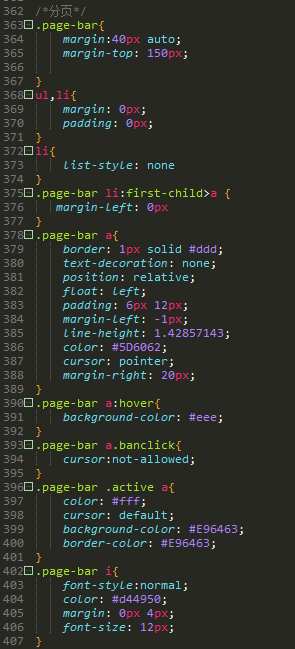 362 /*分页*/
363 .page-bar{
364 margin:40px auto;
365 margin-top: 150px;
366
367 }
368 ul,li{
369 margin: 0px;
370 padding: 0px;
371 }
372 li{
373 list-style: none
374 }
375 .page-bar li:first-child>a {
376 margin-left: 0px
377 }
378 .page-bar a{
379 border: 1px solid #ddd;
380 text-decoration: none;
381 position: relative;
382 float: left;
383 padding: 6px 12px;
384 margin-left: -1px;
385 line-height: 1.42857143;
386 color: #5D6062;
387 cursor: pointer;
388 margin-right: 20px;
389 }
390 .page-bar a:hover{
391 background-color: #eee;
392 }
393 .page-bar a.banclick{
394 cursor:not-allowed;
395 }
396 .page-bar .active a{
397 color: #fff;
398 cursor: default;
399 background-color: #E96463;
400 border-color: #E96463;
401 }
402 .page-bar i{
403 font-style:normal;
404 color: #d44950;
405 margin: 0px 4px;
406 font-size: 12px;
407 }